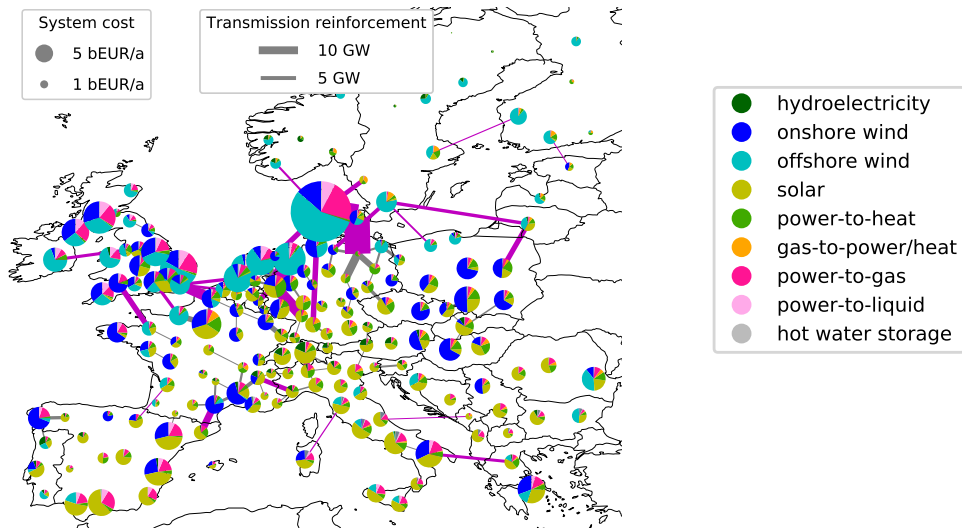 System cost
5 bEUR/a
1 bEUR/a
Transmission reinforcement
10 GW
5 GW
hydroelectricity
onshore wind
offshore wind
solar
power-to-heat
gas-to-power/heat
power-to-gas
power-to-liquid
hot water storage